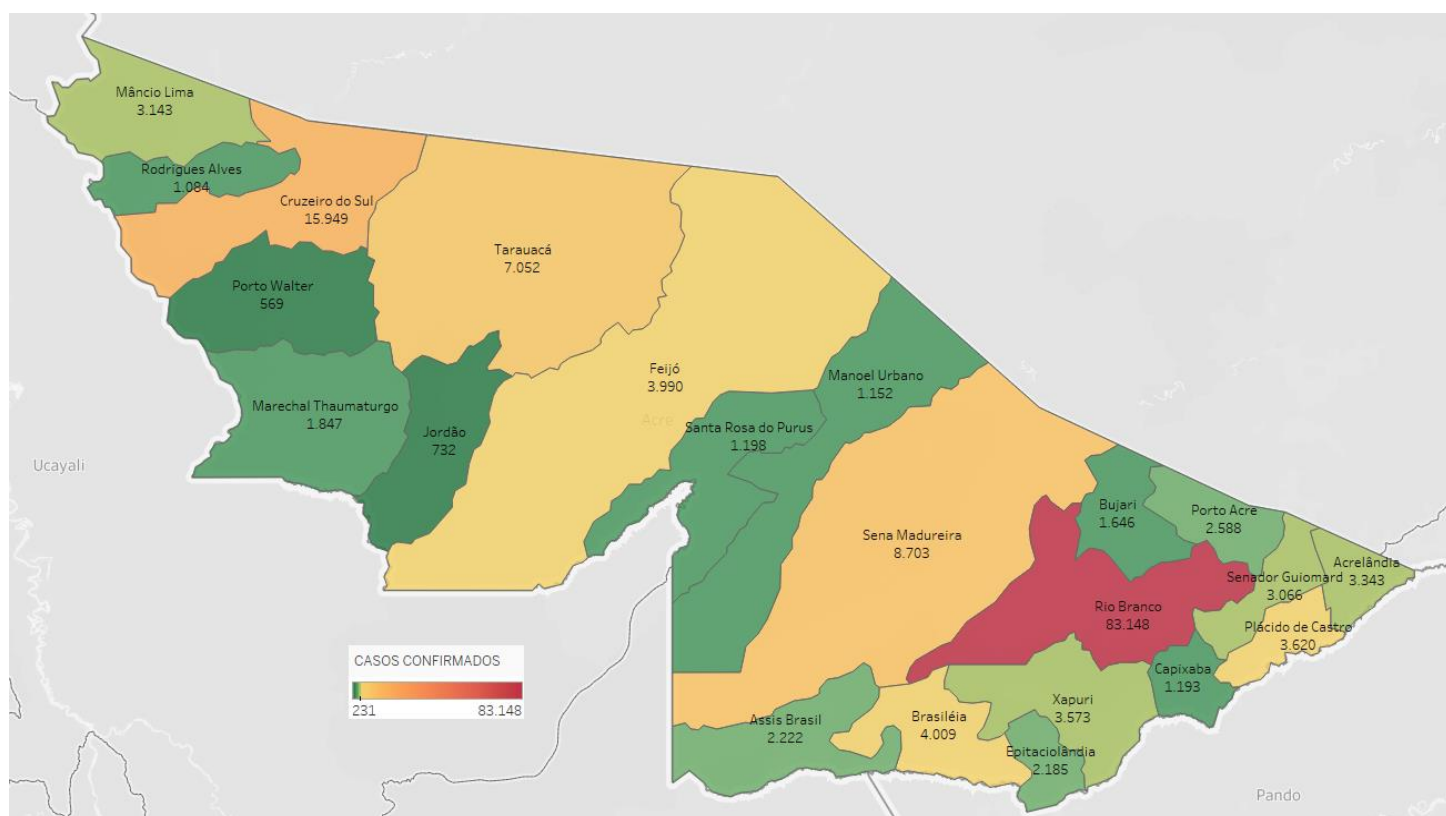 Mâncio Lima
3.143
Rodrigues Alves
1.084
Cruzeiro do Sul
15.949
Tarauacá
7.052
Porto Walter
569
Feijó
3.990
Acre
Manoel Urbano
1.152
Marechal Thaumaturgo
1.847
Jordão
732
Santa Rosa do Purus
1.198
Ucayali
Sena Madureira
8.703
Bujari
1.646
Porto Acre
2.588
Acrelândia
3.343
Senador Guiomard
3.066
Rio Branco
83.148
Plácido de Castro
3.620
Capixaba
1.193
Xapuri
3.573
Assis Brasil
2.222
Brasiléia
4.009
Epitaciolândia
2.185
CASOS CONFIRMADOS
231 83.148
Pando